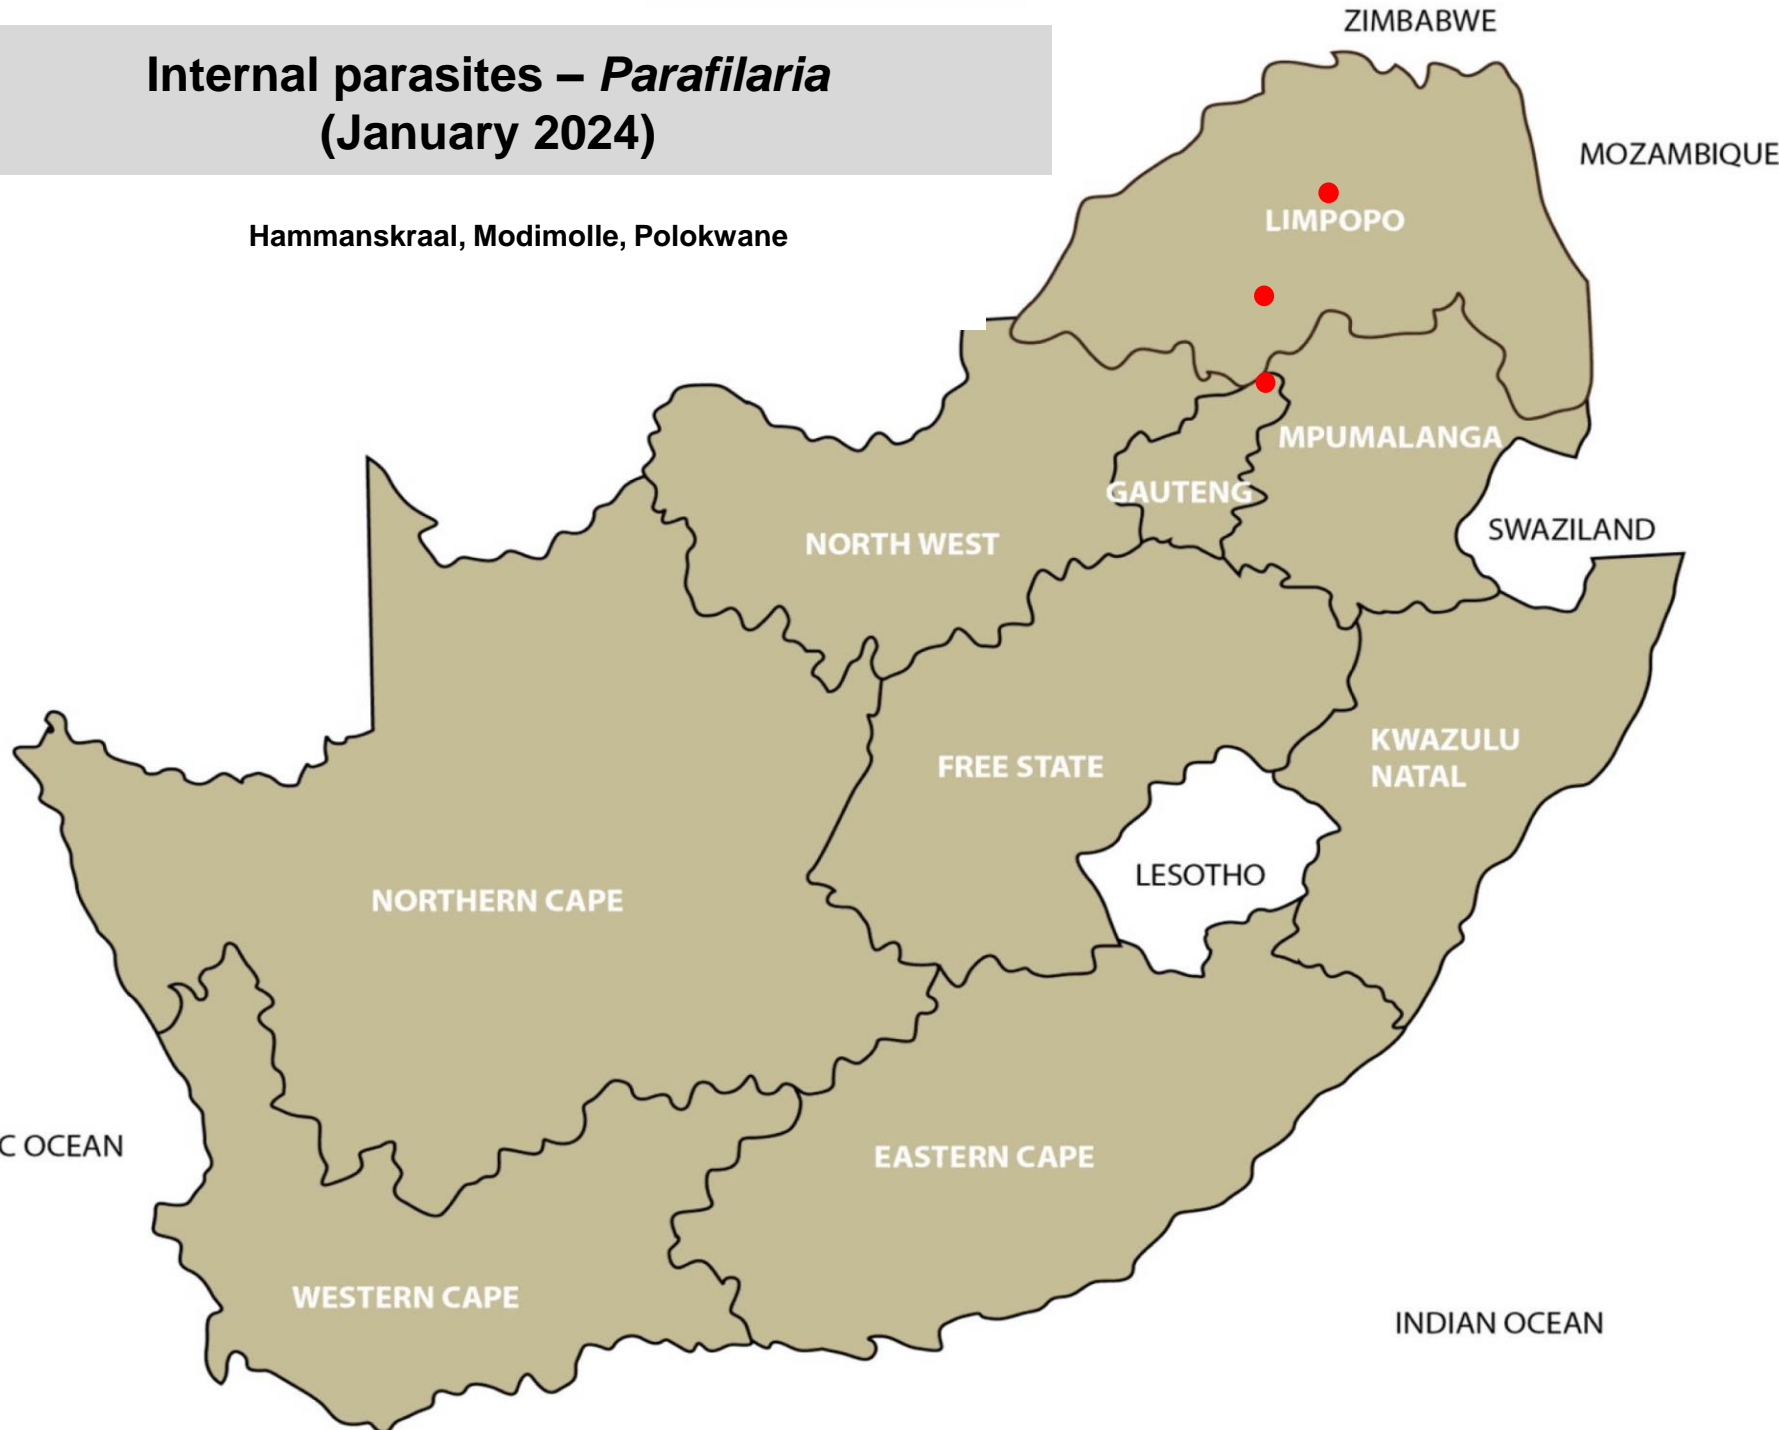 ZIMBABWE
Internal parasites – Parafilaria
(January 2024)
MOZAMBIQUE
Hammanskraal, Modimolle, Polokwane
LIMPOPO
MPUMALANGA
GAUTENG
SWAZILAND
NORTH WEST
KWAZULU
NATAL
FREE STATE
LESOTHO
NORTHERN CAPE
C OCEAN
EASTERN CAPE
WESTERN CAPE
INDIAN OCEAN